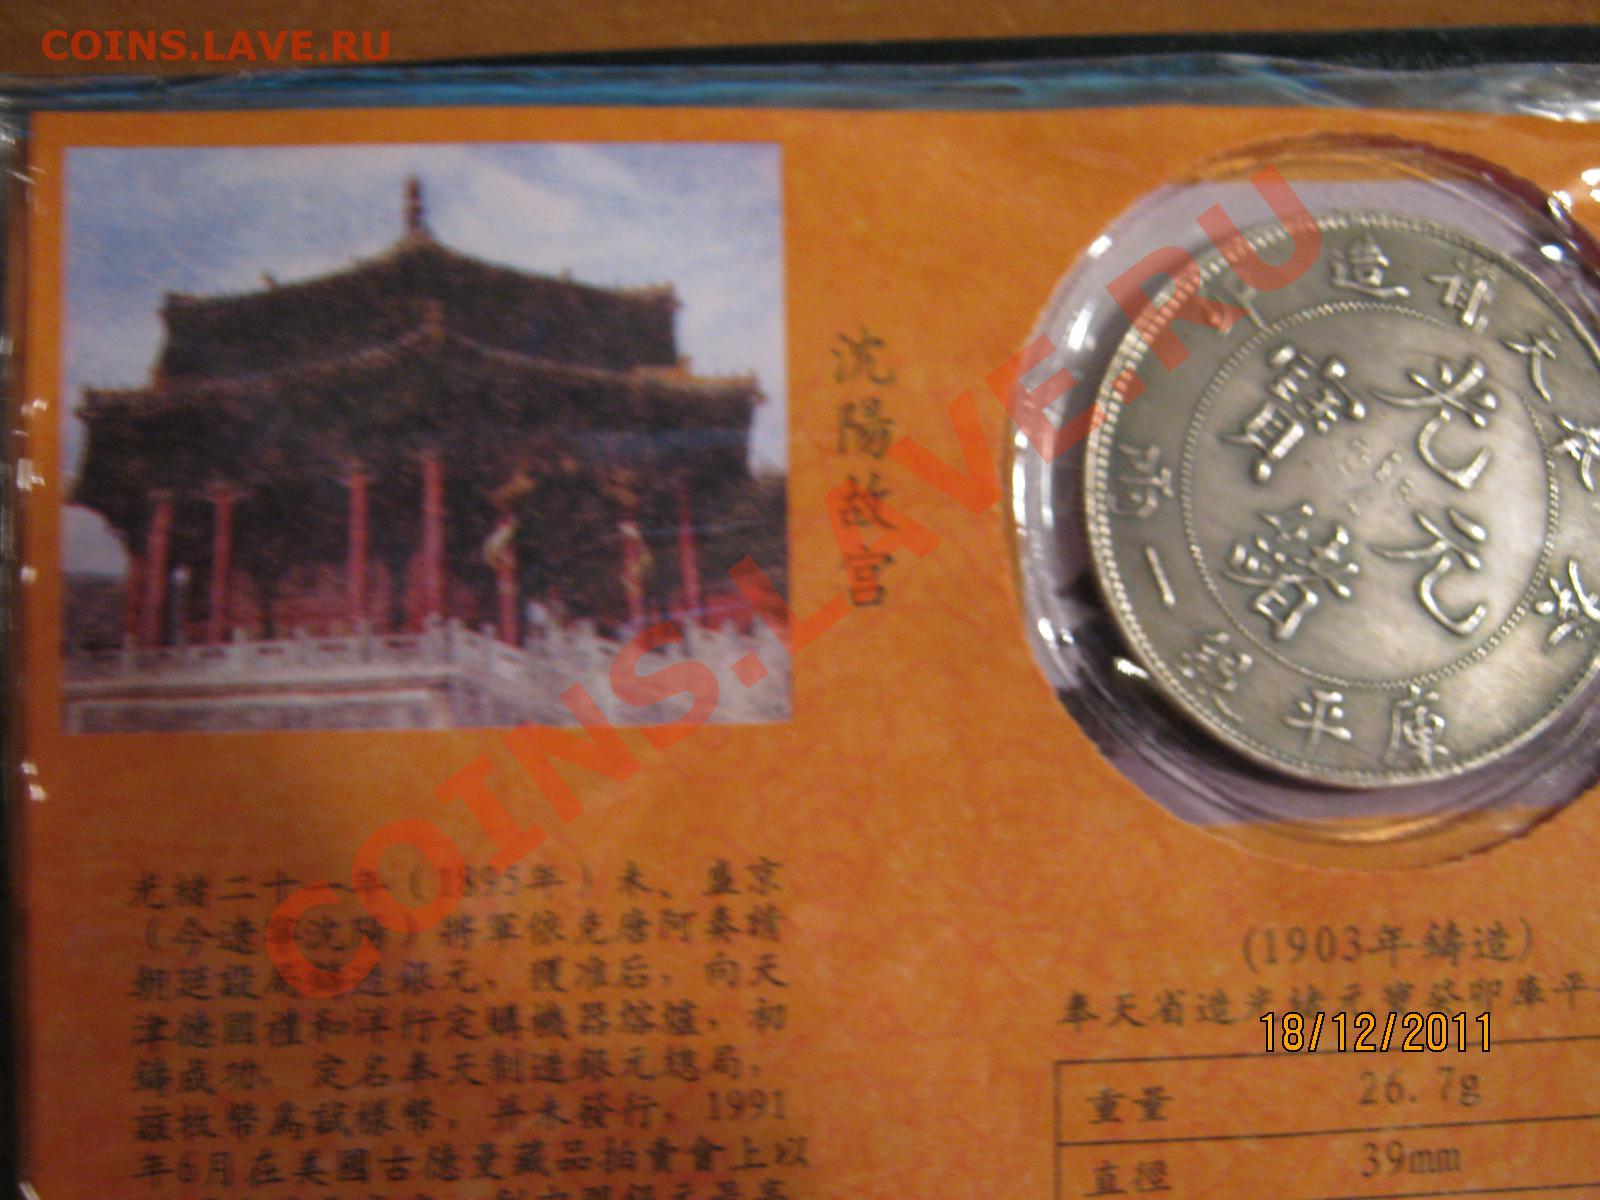 COINS.LAVE.RU
沈陽故宮
奉天省造
癸卯
光緒元寶
庫平
一
光緒二十一年（1895年）末、盛京
（今遼寧沈陽）將軍依克唐阿奏請
朝廷設局鑄造銀元，獲准后，向天
津德國禮和洋行定購機器熔爐，初
鑄成功，定名奉天制造銀元總局，
茲枚幣爲試樣幣，并未發行，1991
年6月在美國古德曼藏品拍賣會上以
(1903年鑄造)
奉天省造光緒元寶癸卯庫平
重量 26.7g
直徑 39mm
COINS.LAVE.RU
18/12/2011